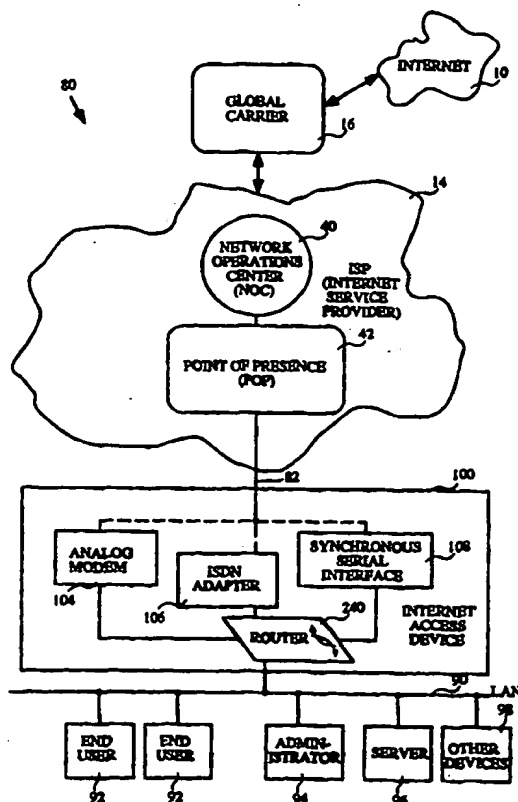 INTERNET
10
80
GLOBAL
CARRIER
16
14
40
NETWORK
OPERATIONS
CENTER
(NOC)
ISP
(INTERNET
SERVICE
PROVIDER)
42
POINT OF PRESENCE
(POP)
82
100
ANALOG
MODEM
104
ISDN
ADAPTER
106
SYNCHRONOUS
SERIAL
INTERFACE
108
240
ROUTER
INTERNET
ACCESS
DEVICE
90
LAN
98
END
USER
92
END
USER
92
ADMIN-
ISTRATOR
94
SERVER
96
OTHER
DEVICES